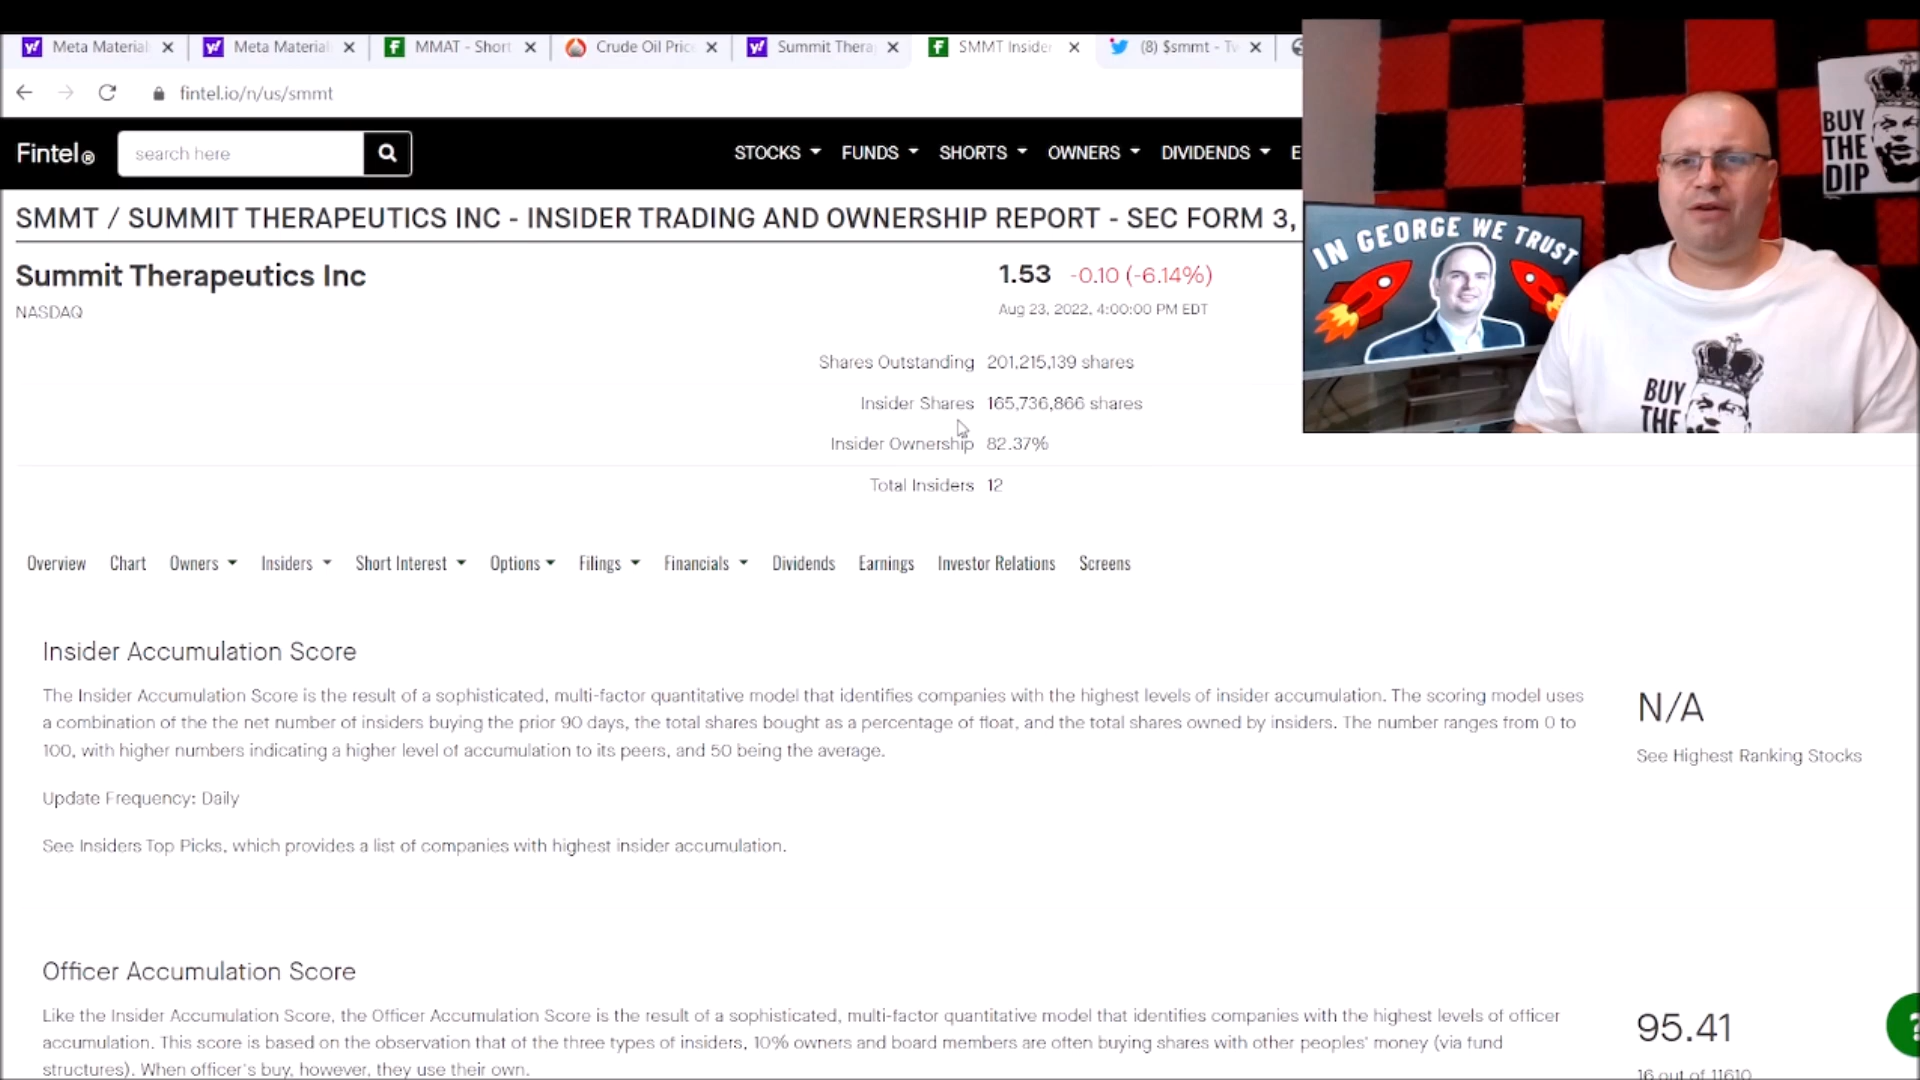 Meta Material
Meta Material
MMAT - Short
Crude Oil Pric
Summit Thera
SMMT Insider
(8) $smmt - Tw
fintel.io/n/us/smmt
Fintel®
search here
STOCKS
FUNDS
SHORTS
OWNERS
DIVIDENDS
E
SMMT / SUMMIT THERAPEUTICS INC - INSIDER TRADING AND OWNERSHIP REPORT - SEC FORM 3,
Summit Therapeutics Inc
NASDAQ
1.53 -0.10 (-6.14%)
Aug 23, 2022, 4:00:00 PM EDT
Shares Outstanding 201,215,139 shares
Insider Shares 165,736,866 shares
Insider Ownership 82.37%
Total Insiders 12
BUY
THE
DIP
IN GEORGE WE TRUST
BUY
THE
Overview Chart Owners Insiders Short Interest Options Filings Financials Dividends Earnings Investor Relations Screens
Insider Accumulation Score
The Insider Accumulation Score is the result of a sophisticated, multi-factor quantitative model that identifies companies with the highest levels of insider accumulation. The scoring model uses
a combination of the the net number of insiders buying the prior 90 days, the total shares bought as a percentage of float, and the total shares owned by insiders. The number ranges from 0 to
100, with higher numbers indicating a higher level of accumulation to its peers, and 50 being the average.
Update Frequency: Daily
See Insiders Top Picks, which provides a list of companies with highest insider accumulation.
N/A
See Highest Ranking Stocks
Officer Accumulation Score
Like the Insider Accumulation Score, the Officer Accumulation Score is the result of a sophisticated, multi-factor quantitative model that identifies companies with the highest levels of officer
accumulation. This score is based on the observation that of the three types of insiders, 10% owners and board members are often buying shares with other peoples' money (via fund
structures). When officer's buy, however, they use their own.
95.41
16 out of 11610
?